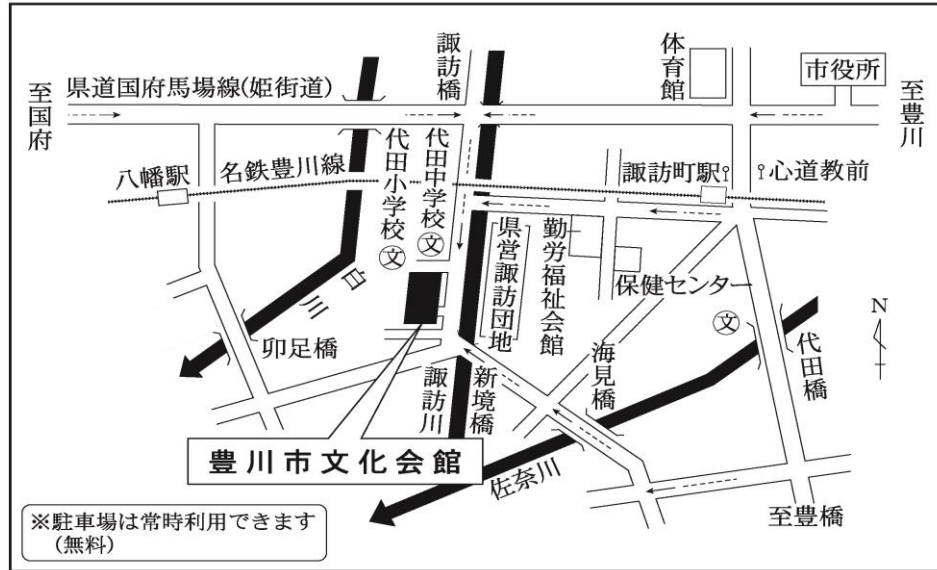 諏訪橋
体育館
市役所
至国府
県道国府馬場線(姫街道)
至豊川
八幡駅
名鉄豊川線
代田小学校
文
代田中学校
文
諏訪町駅
心道教前
県営諏訪団地
勤労福祉会館
保健センター
文
N
白川
卯足橋
諏訪川
新境橋
海見橋
代田橋
豊川市文化会館
佐奈川
至豊橋
※駐車場は常時利用できます
(無料)